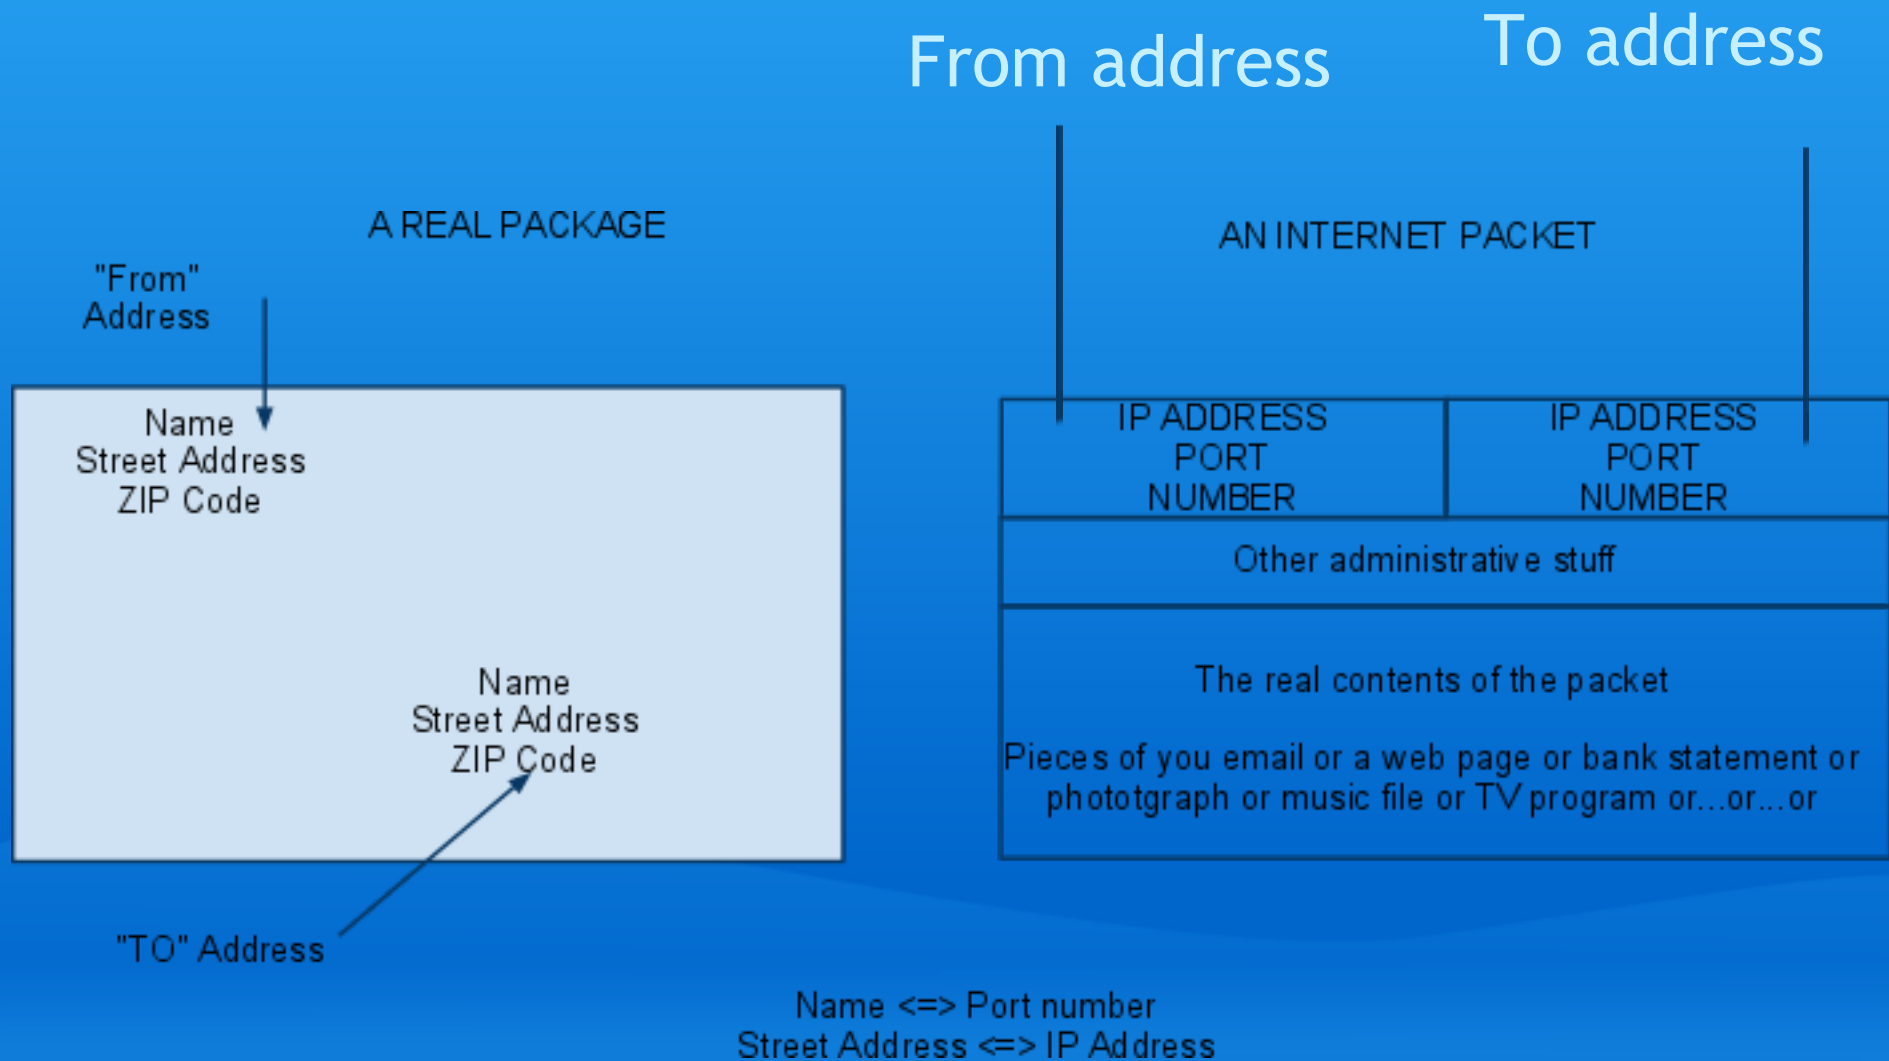 From address
To address
A REAL PACKAGE
"From"
Address
Name
Street Address
ZIP Code
Name
Street Address
ZIP Code
"TO" Address
AN INTERNET PACKET
IP ADDRESS
PORT
NUMBER
IP ADDRESS
PORT
NUMBER
Other administrative stuff
The real contents of the packet
Pieces of you email or a web page or bank statement or
phototgraph or music file or TV program or...or...or
Name <=> Port number
Street Address <=> IP Address